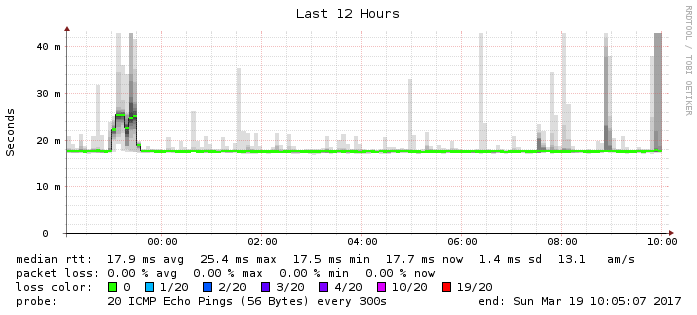 Last 12 Hours
RRDTOOL / TOBI OETIKER
Seconds
40 m
30 m
20 m
10 m
0
00:00 02:00 04:00 06:00 08:00 10:00
median rtt: 17.9 ms avg 25.4 ms max 17.5 ms min 17.7 ms now 1.4 ms sd 13.1 am/s
packet loss: 0.00 % avg 0.00 % max 0.00 % min 0.00 % now
loss color: 0 1/20 2/20 3/20 4/20 10/20 19/20
probe: 20 ICMP Echo Pings (56 Bytes) every 300s end: Sun Mar 19 10:05:07 2017